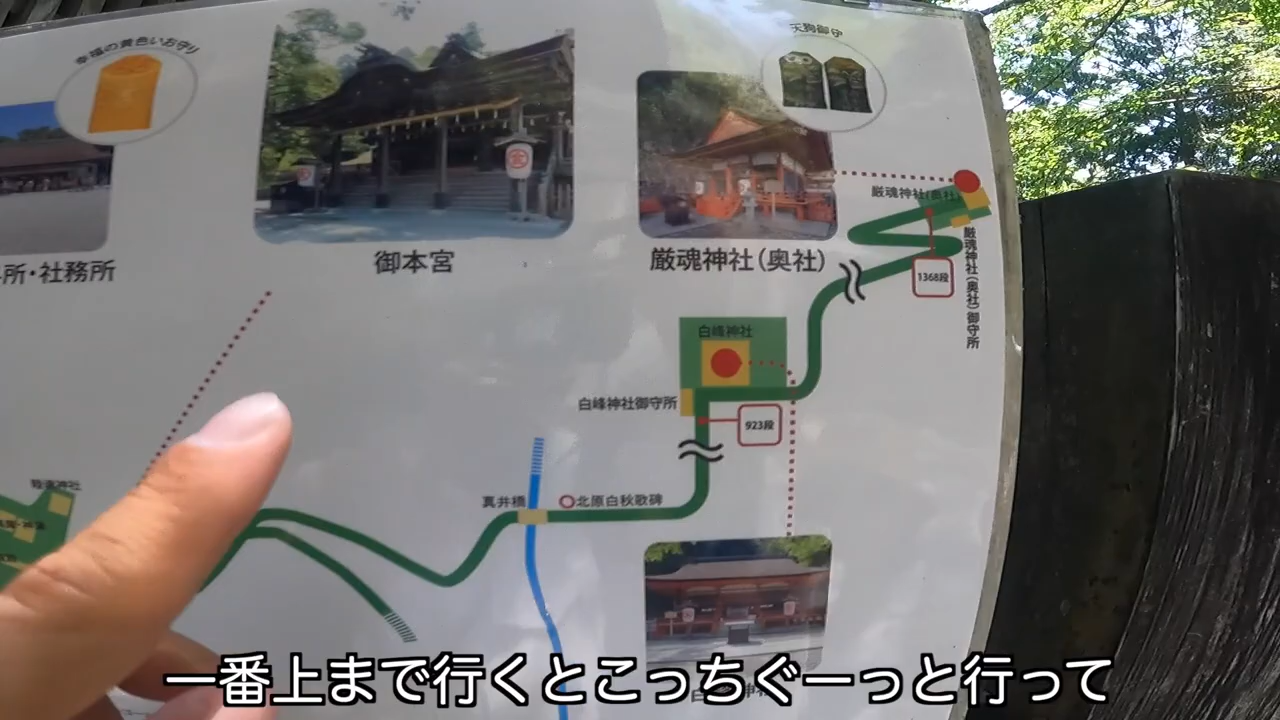 幸福の黄色いお守り
天狗御守
所・社務所
御本宮
厳魂神社(奥社)
厳魂神社(奥社)
1368段
厳魂神社(奥社)御守所
白峰神社
白峰神社御守所
923段
真井橋
北原白秋歌碑
一番上まで行くとこっちぐーっと行って